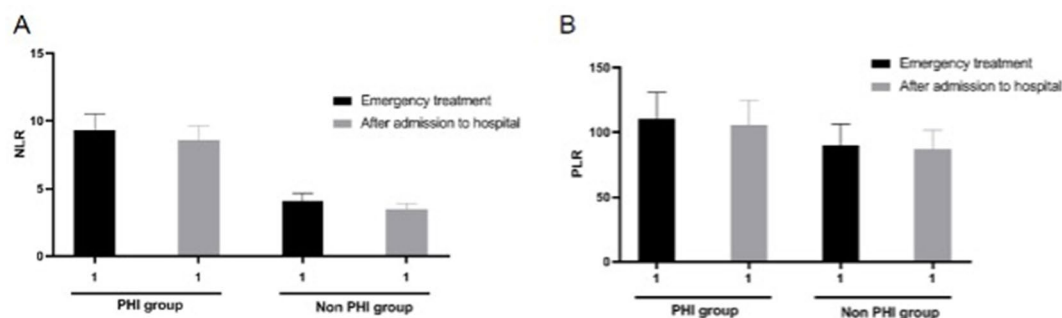 A
15
10
5
0
NLR
Emergency treatment
After admission to hospital
1 1 1 1
PHI group Non PHI group
B
150
100
50
0
PLR
Emergency treatment
After admission to hospital
1 1 1 1
PHI group Non PHI group